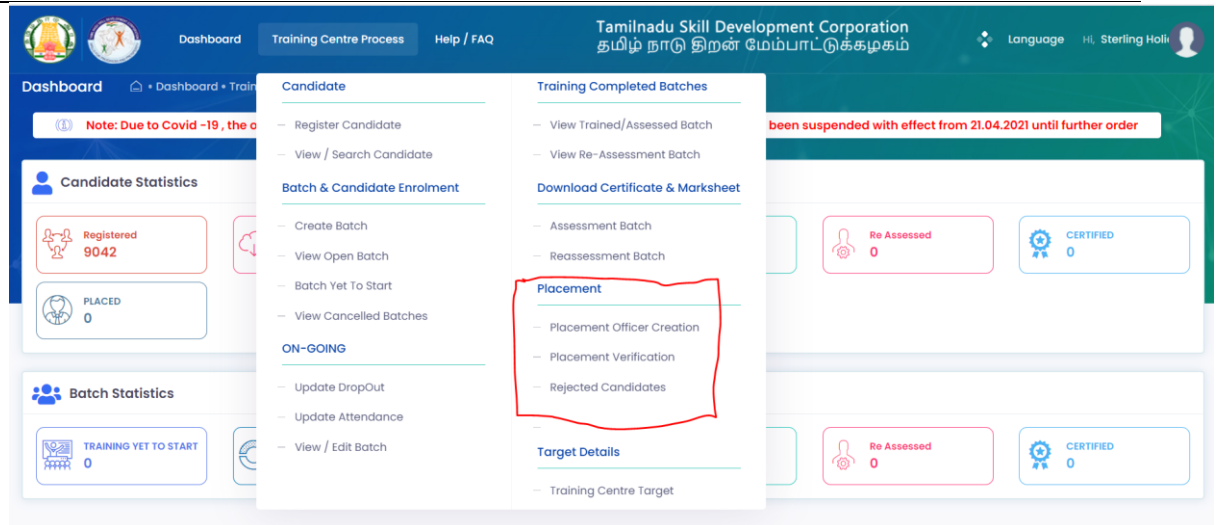 Dashboard
Training Centre Process
Help / FAQ
Tamilnadu Skill Development Corporation
தமிழ் நாடு திறன் மேம்பாட்டுக்கழகம்
Language
Hi, Sterling Holi
Dashboard
• Dashboard • Train
Note: Due to Covid -19 , the o
been suspended with effect from 21.04.2021 until further order
Candidate
– Register Candidate
– View / Search Candidate
Batch & Candidate Enrolment
– Create Batch
– View Open Batch
– Batch Yet To Start
– View Cancelled Batches
ON-GOING
– Update DropOut
– Update Attendance
– View / Edit Batch
Training Completed Batches
– View Trained/Assessed Batch
– View Re-Assessment Batch
Download Certificate & Marksheet
– Assessment Batch
– Reassessment Batch
Placement
– Placement Officer Creation
– Placement Verification
– Rejected Candidates
–
Target Details
– Training Centre Target
Candidate Statistics
Registered
9042
Re Assessed
0
CERTIFIED
0
PLACED
0
Batch Statistics
TRAINING YET TO START
0
Re Assessed
0
CERTIFIED
0